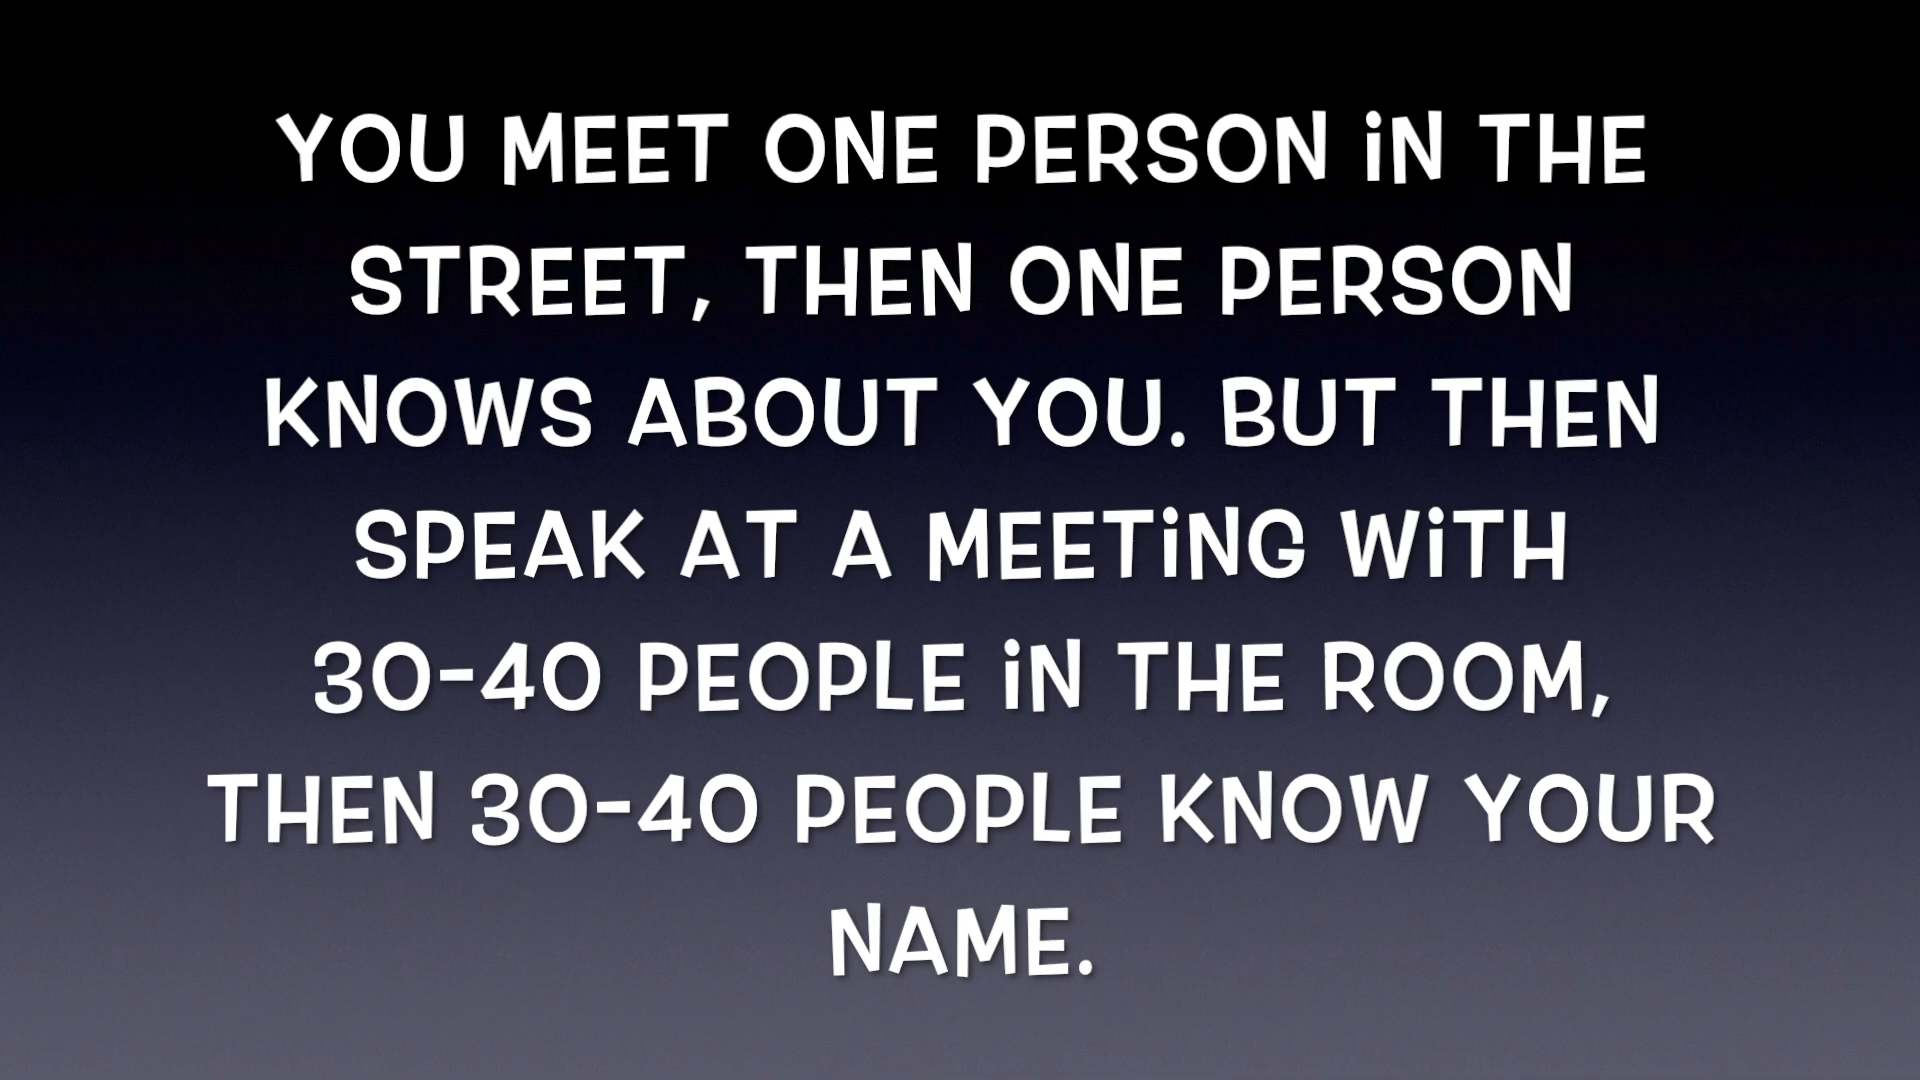 YOU MEET ONE PERSON iN THE
STREET, THEN ONE PERSON
KNOWS ABOUT YOU. BUT THEN
SPEAK AT A MEETiNG WiTH
30-40 PEOPLE iN THE ROOM,
THEN 30-40 PEOPLE KNOW YOUR
NAME.